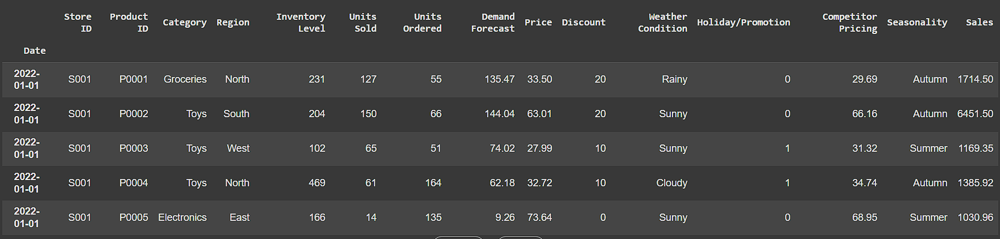 Store ID Product ID Category Region Inventory Level Units Sold Units Ordered Demand Forecast Price Discount Weather Condition Holiday/Promotion Competitor Pricing Seasonality Sales
Date
2022-01-01 S001 P0001 Groceries North 231 127 55 135.47 33.50 20 Rainy 0 29.69 Autumn 1714.50
2022-01-01 S001 P0002 Toys South 204 150 66 144.04 63.01 20 Sunny 0 66.16 Autumn 6451.50
2022-01-01 S001 P0003 Toys West 102 65 51 74.02 27.99 10 Sunny 1 31.32 Summer 1169.35
2022-01-01 S001 P0004 Toys North 469 61 164 62.18 32.72 10 Cloudy 1 34.74 Autumn 1385.92
2022-01-01 S001 P0005 Electronics East 166 14 135 9.26 73.64 0 Sunny 0 68.95 Summer 1030.96